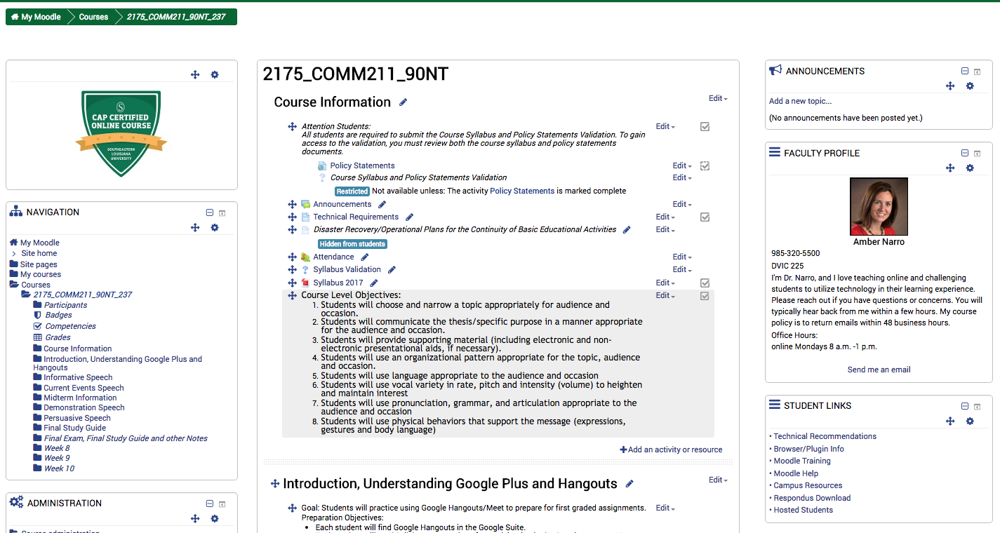 My Moodle
Courses
2175_COMM211_90NT_237
S
CAP CERTIFIED
ONLINE COURSE
SOUTHEASTERN
LOUISIANA
UNIVERSITY
NAVIGATION
My Moodle
Site home
Site pages
My courses
Courses
2175_COMM211_90NT_237
Participants
Badges
Competencies
Grades
Course Information
Introduction, Understanding Google Plus and
Hangouts
Informative Speech
Current Events Speech
Midterm Information
Demonstration Speech
Persuasive Speech
Final Study Guide
Final Exam, Final Study Guide and other Notes
Week 8
Week 9
Week 10
ADMINISTRATION
Course administration
2175_COMM211_90NT
Course Information
Edit
Attention Students:
Edit
All students are required to submit the Course Syllabus and Policy Statements Validation. To gain
access to the validation, you must review both the course syllabus and policy statements
documents.
Policy Statements
Edit
Course Syllabus and Policy Statements Validation
Edit
Restricted Not available unless: The activity Policy Statements is marked complete
Announcements
Edit
Technical Requirements
Edit
Disaster Recovery/Operational Plans for the Continuity of Basic Educational Activities
Edit
Hidden from students
Attendance
Edit
Syllabus Validation
Edit
Syllabus 2017
Edit
Course Level Objectives:
Edit
1. Students will choose and narrow a topic appropriately for audience and
occasion.
2. Students will communicate the thesis/specific purpose in a manner appropriate
for the audience and occasion.
3. Students will provide supporting material (including electronic and non-
electronic presentational aids, if necessary).
4. Students will use an organizational pattern appropriate for the topic, audience
and occasion.
5. Students will use language appropriate to the audience and occasion
6. Students will use vocal variety in rate, pitch and intensity (volume) to heighten
and maintain interest
7. Students will use pronunciation, grammar, and articulation appropriate to the
audience and occasion
8. Students will use physical behaviors that support the message (expressions,
gestures and body language)
Add an activity or resource
Introduction, Understanding Google Plus and Hangouts
Edit
Goal: Students will practice using Google Hangouts/Meet to prepare for first graded assignments.
Edit
Preparation Objectives:
• Each student will find Google Hangouts in the Google Suite.
ANNOUNCEMENTS
Add a new topic...
(No announcements have been posted yet.)
FACULTY PROFILE
Amber Narro
985-320-5500
DVIC 225
I'm Dr. Narro, and I love teaching online and challenging
students to utilize technology in their learning experience.
Please reach out if you have questions or concerns. You will
typically hear back from me within a few hours. My course
policy is to return emails within 48 business hours.
Office Hours:
online Mondays 8 a.m. -1 p.m.
Send me an email
STUDENT LINKS
• Technical Recommendations
• Browser/Plugin Info
• Moodle Training
• Moodle Help
• Campus Resources
• Respondus Download
• Hosted Students